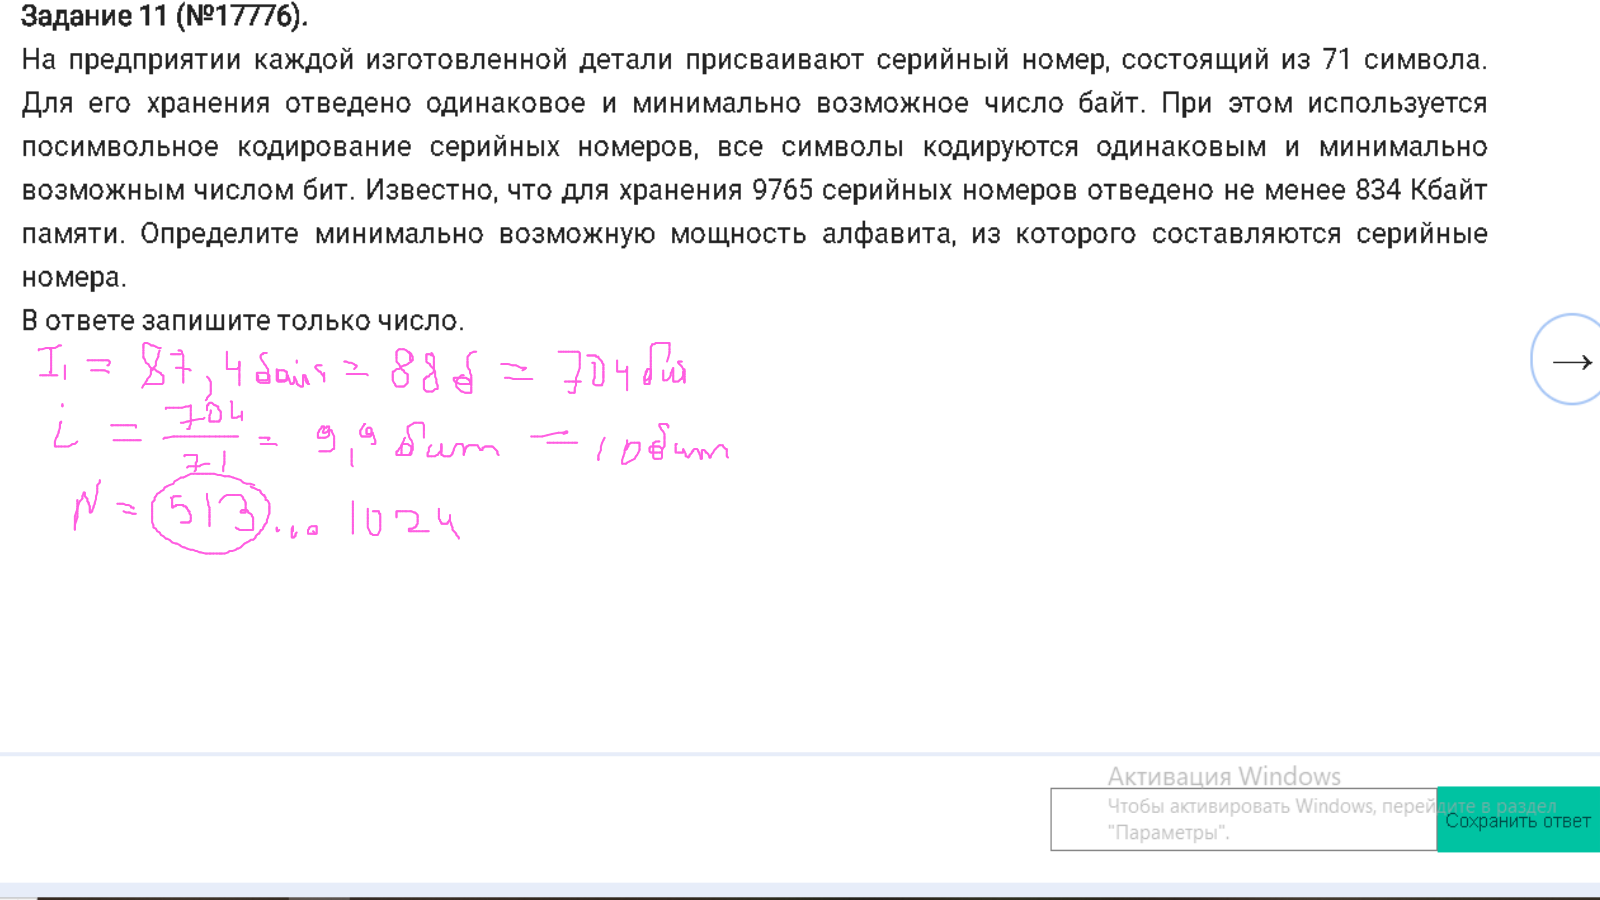 Задание 11 (№17776).
На предприятии каждой изготовленной детали присваивают серийный номер, состоящий из 71 символа.
Для его хранения отведено одинаковое и минимально возможное число байт. При этом используется
посимвольное кодирование серийных номеров, все символы кодируются одинаковым и минимально
возможным числом бит. Известно, что для хранения 9765 серийных номеров отведено не менее 834 Кбайт
памяти. Определите минимально возможную мощность алфавита, из которого составляются серийные
номера.
В ответе запишите только число.
I₁ = 87,4 байт = 88 б = 704 бит
i = 704/71 = 9,9 бит = 10 бит
N = 513 ... 1024
→
Активация Windows
Чтобы активировать Windows, перейдите в раздел
"Параметры".
Сохранить ответ